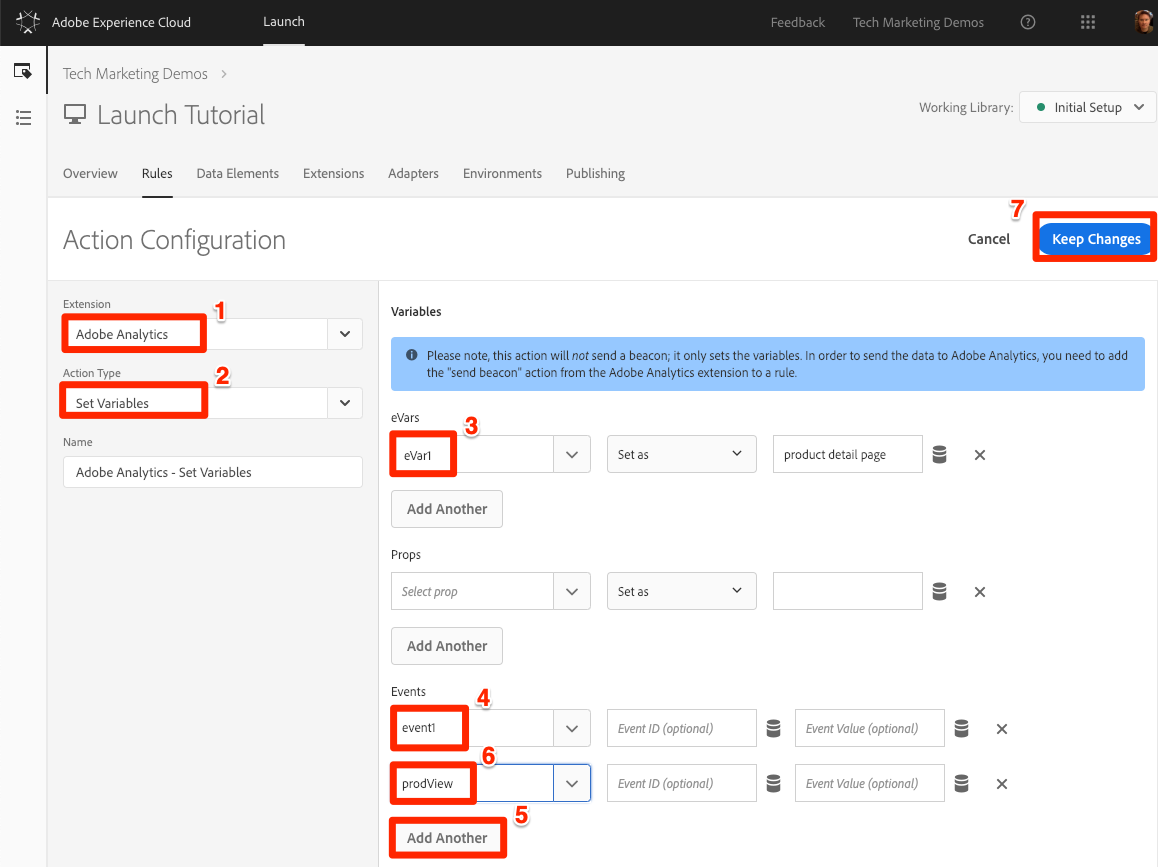 Adobe Experience Cloud
Launch
Feedback
Tech Marketing Demos
Tech Marketing Demos
Launch Tutorial
Working Library:
Initial Setup
Overview
Rules
Data Elements
Extensions
Adapters
Environments
Publishing
7
Action Configuration
Cancel
Keep Changes
Extension
1
Adobe Analytics
Action Type
2
Set Variables
Name
Adobe Analytics - Set Variables
Variables
Please note, this action will not send a beacon; it only sets the variables. In order to send the data to Adobe Analytics, you need to add
the "send beacon" action from the Adobe Analytics extension to a rule.
eVars
3
eVar1
Set as
product detail page
Add Another
Props
Select prop
Set as
Add Another
Events
4
event1
Event ID (optional)
Event Value (optional)
6
prodView
Event ID (optional)
Event Value (optional)
5
Add Another